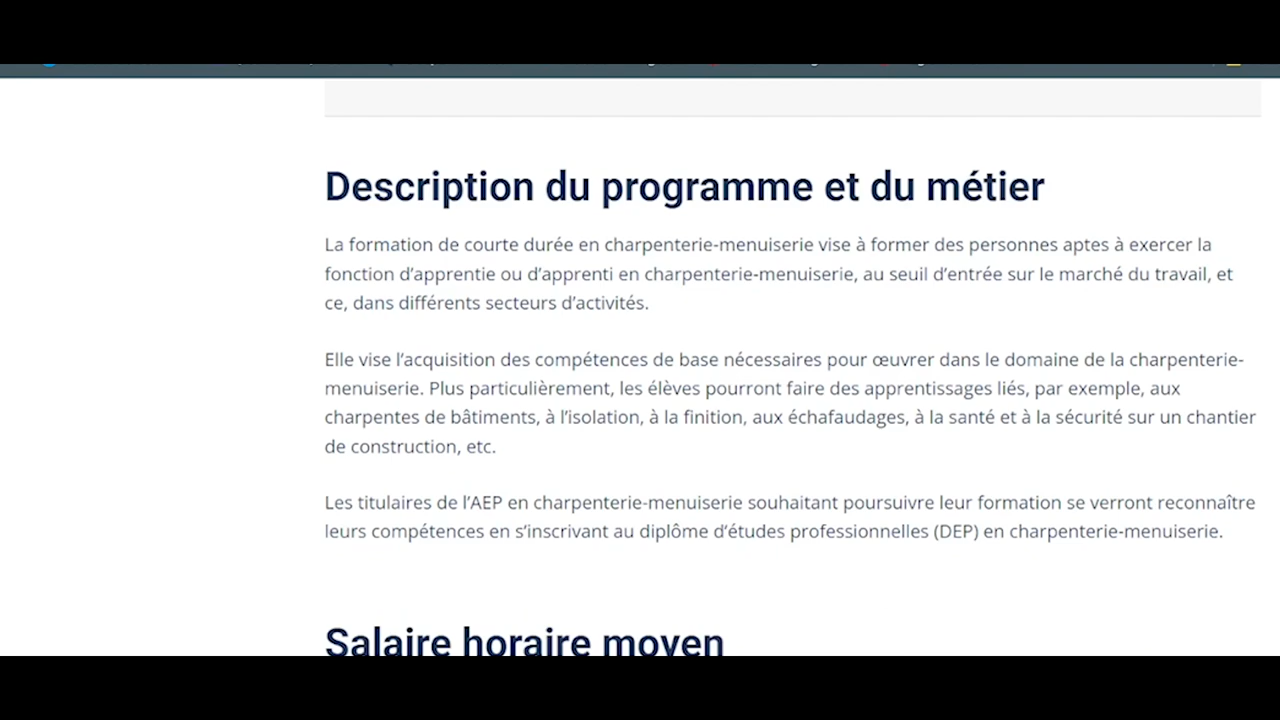 Description du programme et du métier
La formation de courte durée en charpenterie-menuiserie vise à former des personnes aptes à exercer la
fonction d’apprentie ou d’apprenti en charpenterie-menuiserie, au seuil d’entrée sur le marché du travail, et
ce, dans différents secteurs d’activités.
Elle vise l’acquisition des compétences de base nécessaires pour œuvrer dans le domaine de la charpenterie-
menuiserie. Plus particulièrement, les élèves pourront faire des apprentissages liés, par exemple, aux
charpentes de bâtiments, à l’isolation, à la finition, aux échafaudages, à la santé et à la sécurité sur un chantier
de construction, etc.
Les titulaires de l’AEP en charpenterie-menuiserie souhaitant poursuivre leur formation se verront reconnaître
leurs compétences en s’inscrivant au diplôme d’études professionnelles (DEP) en charpenterie-menuiserie.
Salaire horaire moyen